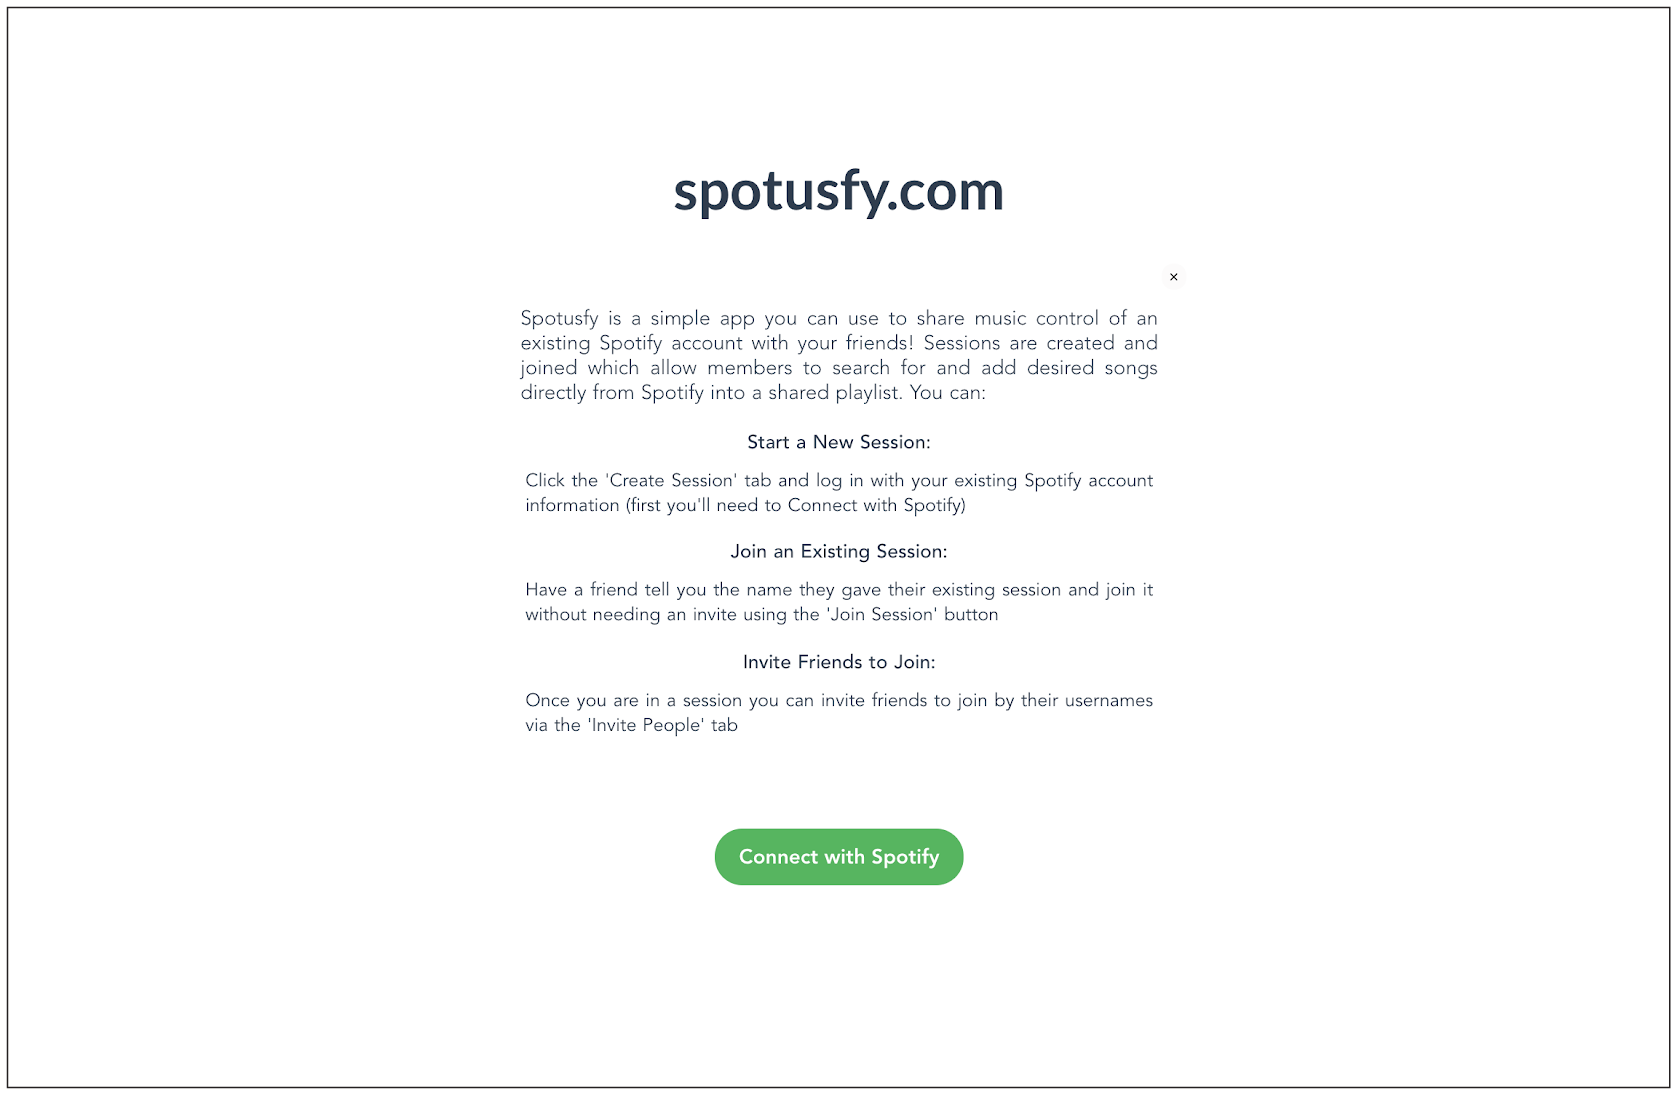 spotusfy.com
×
Spotusfy is a simple app you can use to share music control of an
existing Spotify account with your friends! Sessions are created and
joined which allow members to search for and add desired songs
directly from Spotify into a shared playlist. You can:
Start a New Session:
Click the 'Create Session' tab and log in with your existing Spotify account
information (first you'll need to Connect with Spotify)
Join an Existing Session:
Have a friend tell you the name they gave their existing session and join it
without needing an invite using the 'Join Session' button
Invite Friends to Join:
Once you are in a session you can invite friends to join by their usernames
via the 'Invite People' tab
Connect with Spotify